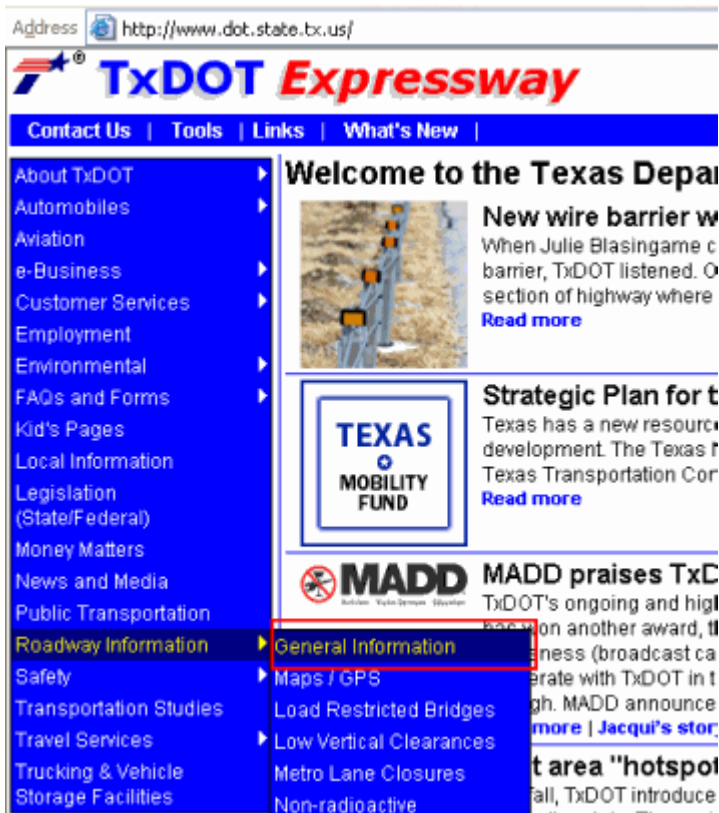 Address http://www.dot.state.tx.us/
® TxDOT Expressway
Contact Us | Tools | Links | What's New |
About TxDOT
Automobiles
Aviation
e-Business
Customer Services
Employment
Environmental
FAQs and Forms
Kid's Pages
Local Information
Legislation
(State/Federal)
Money Matters
News and Media
Public Transportation
Roadway Information
Safety
Transportation Studies
Travel Services
Trucking & Vehicle
Storage Facilities
General Information
Maps / GPS
Load Restricted Bridges
Low Vertical Clearances
Metro Lane Closures
Non-radioactive
Welcome to the Texas Depar
New wire barrier w
When Julie Blasingame c
barrier, TxDOT listened. O
section of highway where
Read more
TEXAS
MOBILITY
FUND
Strategic Plan for t
Texas has a new resourc
development. The Texas
Texas Transportation Co
Read more
MADD
MADD praises TxD
TxDOT's ongoing and hig
has won another award, t
ness (broadcast ca
erate with TxDOT in t
gh. MADD announce
more | Jacqui's stor
t area "hotspot
fall, TxDOT introduce